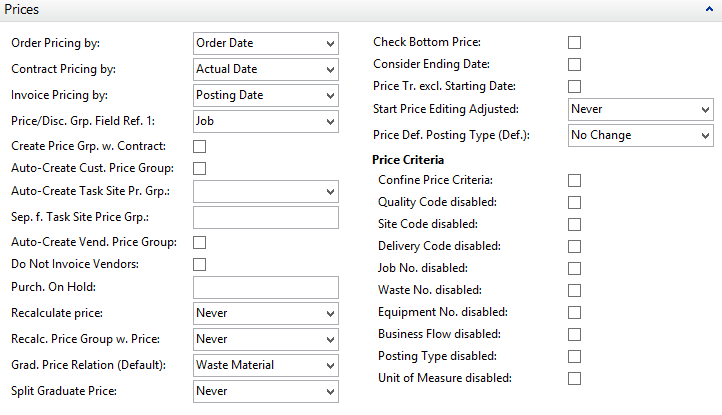 Prices
Order Pricing by: Order Date
Contract Pricing by: Actual Date
Invoice Pricing by: Posting Date
Price/Disc. Grp. Field Ref. 1: Job
Create Price Grp. w. Contract:
Auto-Create Cust. Price Group:
Auto-Create Task Site Pr. Grp.:
Sep. f. Task Site Price Grp.:
Auto-Create Vend. Price Group:
Do Not Invoice Vendors:
Purch. On Hold:
Recalculate price: Never
Recalc. Price Group w. Price: Never
Grad. Price Relation (Default): Waste Material
Split Graduate Price: Never
Check Bottom Price:
Consider Ending Date:
Price Tr. excl. Starting Date:
Start Price Editing Adjusted: Never
Price Def. Posting Type (Def.): No Change
Price Criteria
Confine Price Criteria:
Quality Code disabled:
Site Code disabled:
Delivery Code disabled:
Job No. disabled:
Waste No. disabled:
Equipment No. disabled:
Business Flow disabled:
Posting Type disabled:
Unit of Measure disabled: